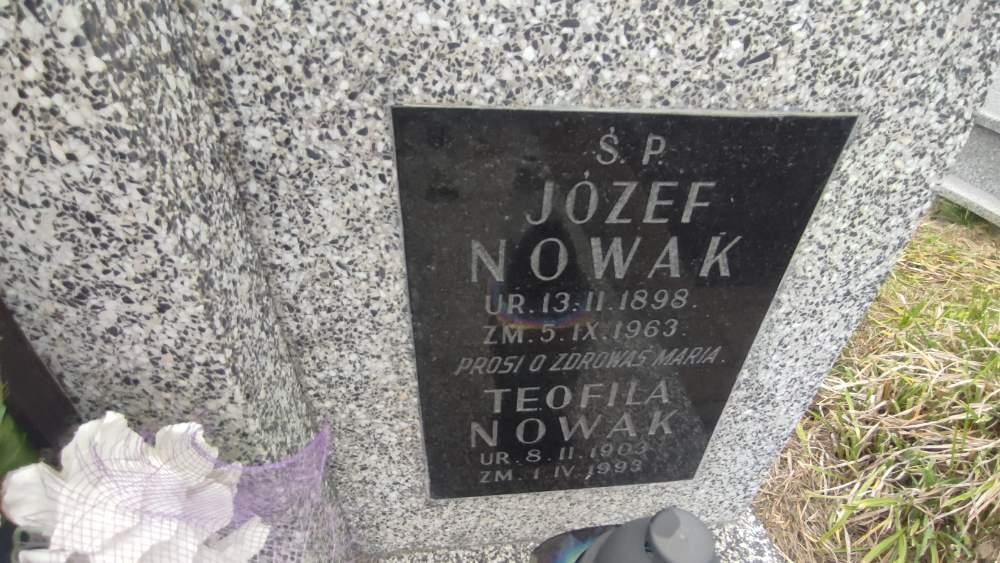 Ś. P.
JÓZEF
NOWAK
UR. 13.II.1898.
ZM. 5.IX.1963.
PROSI O ZDROWAŚ MARIA.
TEOFILA
NOWAK
UR. 8.II.1903
ZM. 1.IV.1993